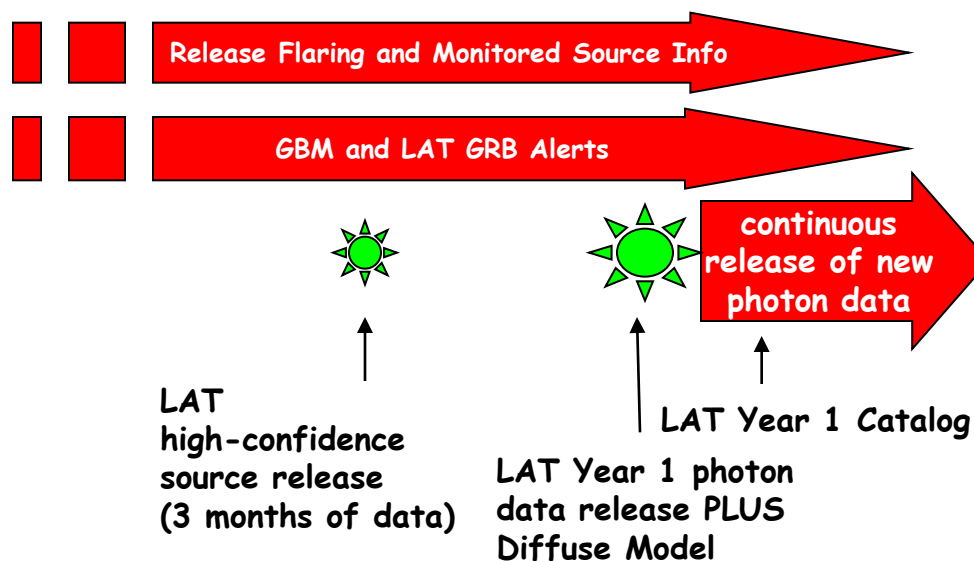 Release Flaring and Monitored Source Info
GBM and LAT GRB Alerts
continuous
release of new
photon data
LAT
high-confidence
source release
(3 months of data)
LAT Year 1 photon
data release PLUS
Diffuse Model
LAT Year 1 Catalog